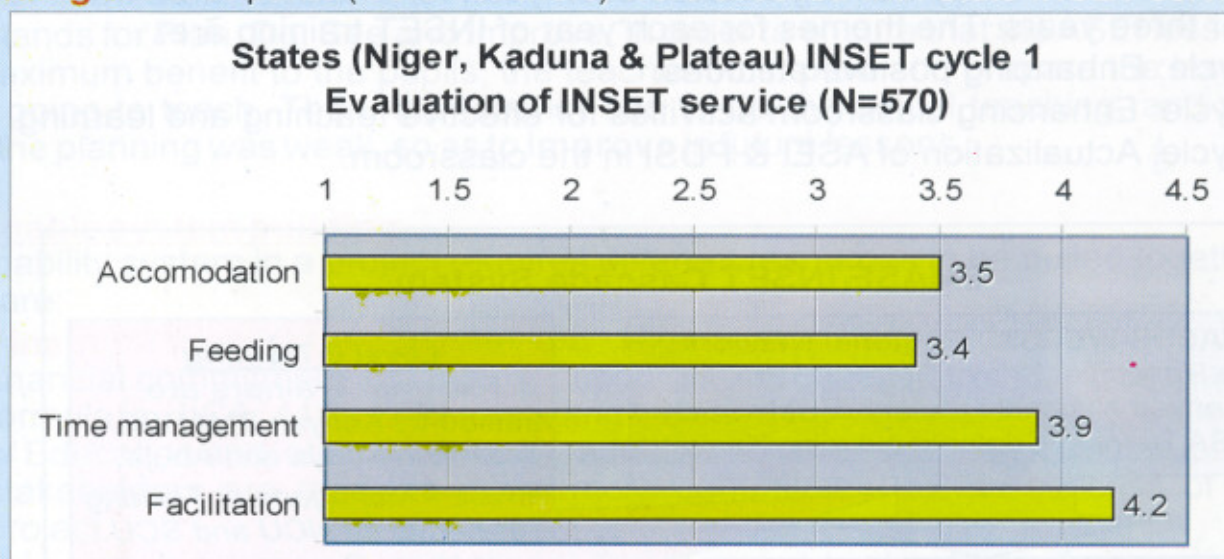 States (Niger, Kaduna & Plateau) INSET cycle 1
Evaluation of INSET service (N=570)
1 1.5 2 2.5 3 3.5 4 4.5
Accomodation 3.5
Feeding 3.4
Time management 3.9
Facilitation 4.2